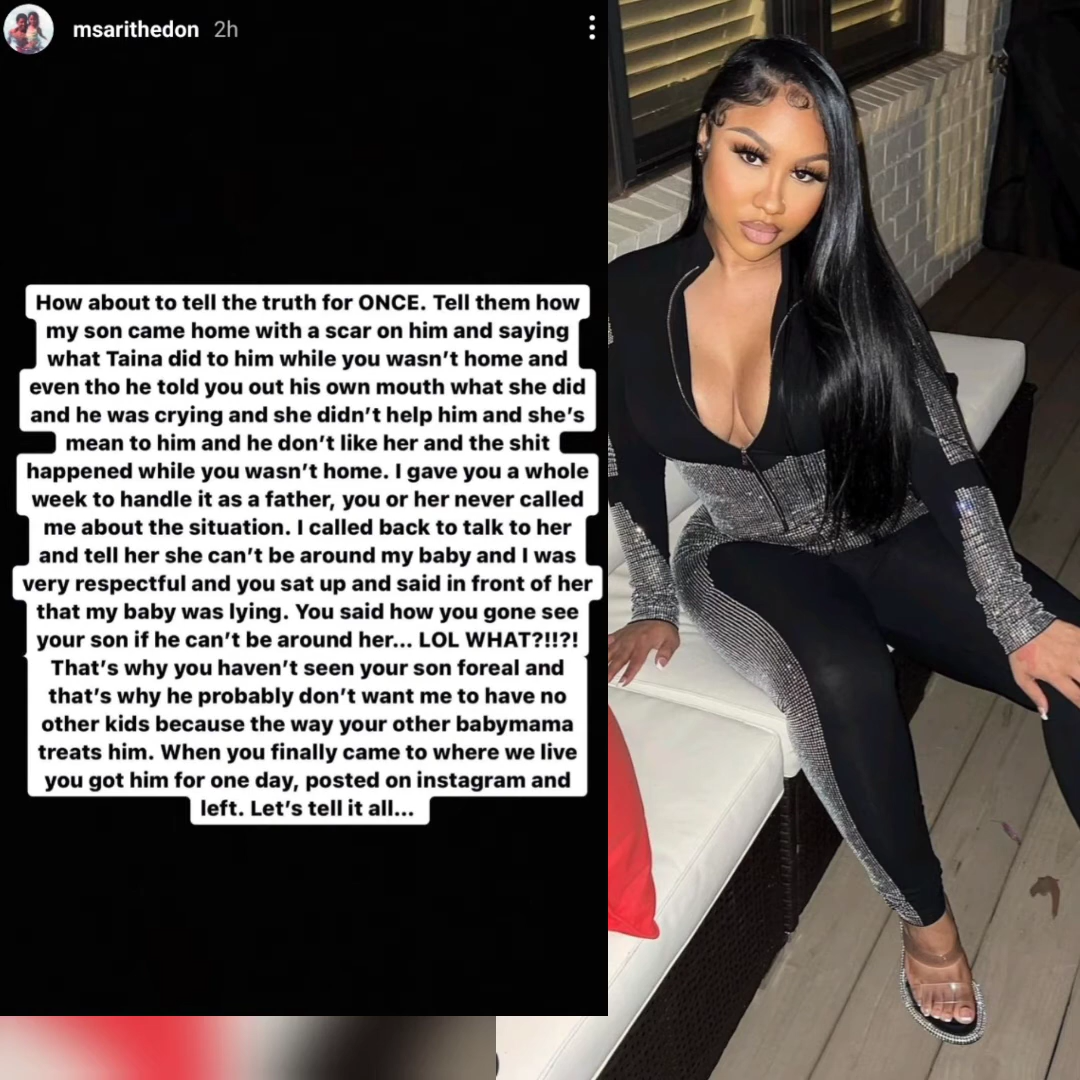 msarithedon 2h
How about to tell the truth for ONCE. Tell them how
my son came home with a scar on him and saying
what Taina did to him while you wasn't home and
even tho he told you out his own mouth what she did
and he was crying and she didn't help him and she's
mean to him and he don't like her and the shit
happened while you wasn't home. I gave you a whole
week to handle it as a father, you or her never called
me about the situation. I called back to talk to her
and tell her she can't be around my baby and I was
very respectful and you sat up and said in front of her
that my baby was lying. You said how you gone see
your son if he can't be around her... LOL WHAT?!!?!
That's why you haven't seen your son foreal and
that's why he probably don't want me to have no
other kids because the way your other babymama
treats him. When you finally came to where we live
you got him for one day, posted on instagram and
left. Let's tell it all...